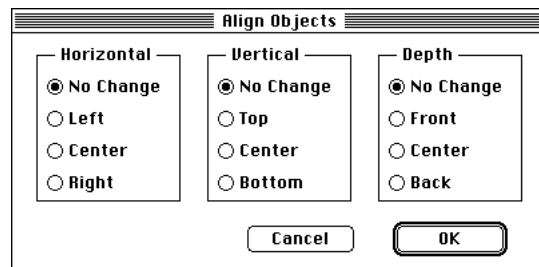 Align Objects
Horizontal
No Change
Left
Center
Right
Vertical
No Change
Top
Center
Bottom
Depth
No Change
Front
Center
Back
Cancel
OK